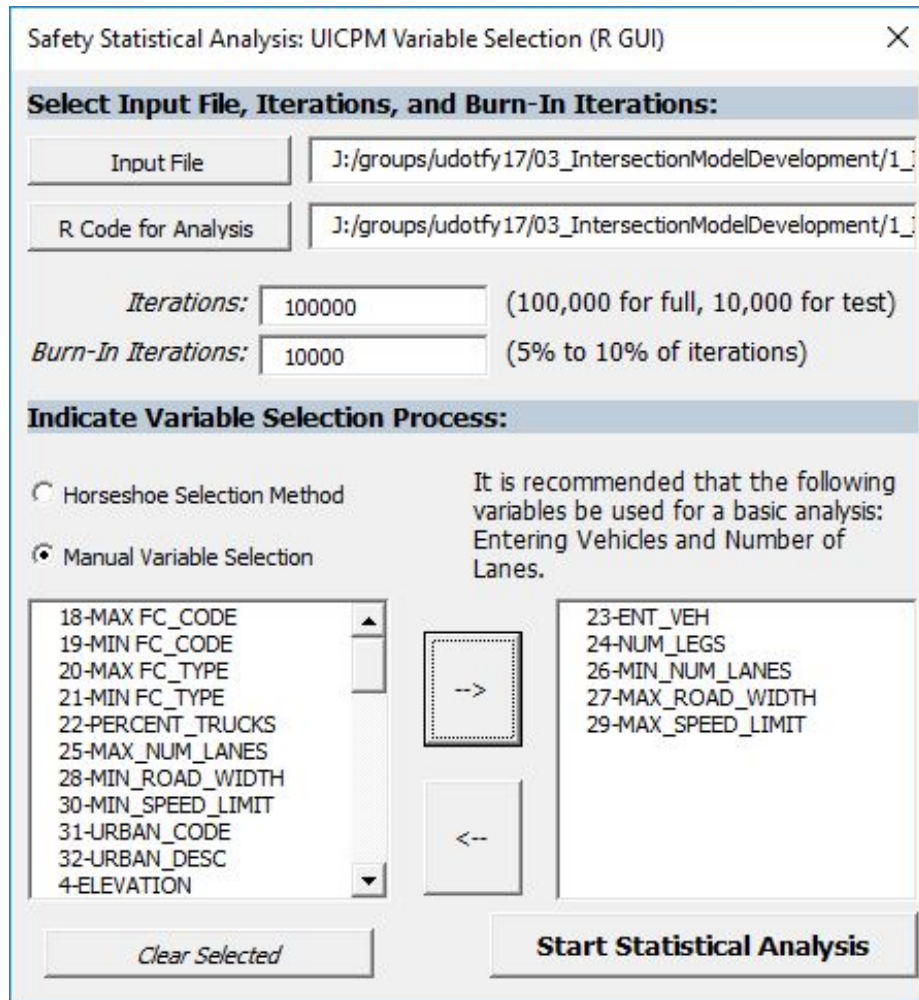 Safety Statistical Analysis: UICPM Variable Selection (R GUI)
Select Input File, Iterations, and Burn-In Iterations:
Input File
J:/groups/udotfy17/03_IntersectionModelDevelopment/1_
R Code for Analysis
J:/groups/udotfy17/03_IntersectionModelDevelopment/1_
Iterations: 100000 (100,000 for full, 10,000 for test)
Burn-In Iterations: 10000 (5% to 10% of iterations)
Indicate Variable Selection Process:
Horseshoe Selection Method
Manual Variable Selection
It is recommended that the following
variables be used for a basic analysis:
Entering Vehicles and Number of
Lanes.
18-MAX FC_CODE
19-MIN FC_CODE
20-MAX FC_TYPE
21-MIN FC_TYPE
22-PERCENT_TRUCKS
25-MAX_NUM_LANES
28-MIN_ROAD_WIDTH
30-MIN_SPEED_LIMIT
31-URBAN_CODE
32-URBAN_DESC
4-ELEVATION
-->
<--
23-ENT_VEH
24-NUM_LEGS
26-MIN_NUM_LANES
27-MAX_ROAD_WIDTH
29-MAX_SPEED_LIMIT
Clear Selected
Start Statistical Analysis